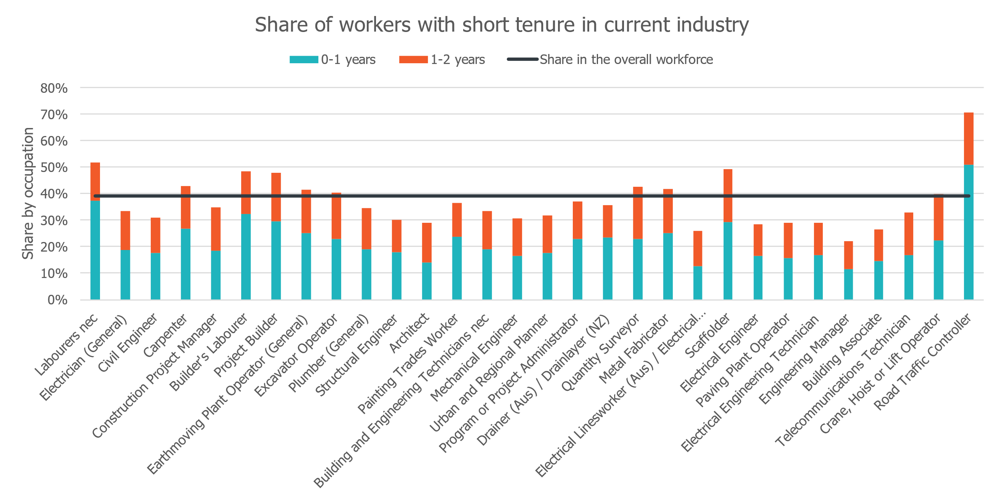 Share of workers with short tenure in current industry
0-1 years
1-2 years
Share in the overall workforce
Share by occupation
80%
70%
60%
50%
40%
30%
20%
10%
0%
Labourers nec
Electrician (General)
Civil Engineer
Carpenter
Construction Project Manager
Builder's Labourer
Project Builder
Earthmoving Plant Operator (General)
Excavator Operator
Plumber (General)
Structural Engineer
Architect
Painting Trades Worker
Building and Engineering Technicians nec
Mechanical Engineer
Urban and Regional Planner
Program or Project Administrator
Drainer (Aus) / Drainlayer (NZ)
Quantity Surveyor
Metal Fabricator
Electrical Linesworker (Aus) / Electrical...
Scaffolder
Electrical Engineer
Paving Plant Operator
Electrical Engineering Technician
Engineering Manager
Building Associate
Telecommunications Technician
Crane, Hoist or Lift Operator
Road Traffic Controller